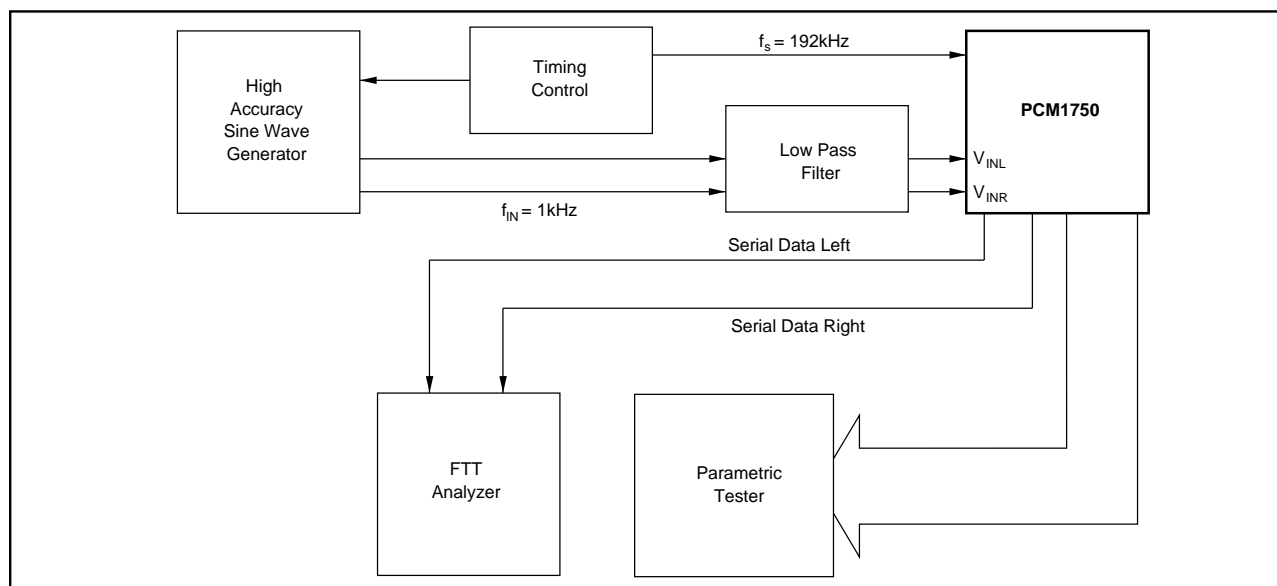 High
Accuracy
Sine Wave
Generator
Timing
Control
fₛ = 192kHz
PCM1750
Low Pass
Filter
V_INL
V_INR
f_IN = 1kHz
Serial Data Left
Serial Data Right
FTT
Analyzer
Parametric
Tester